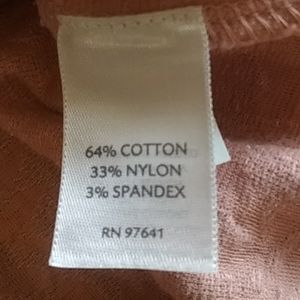 64% COTTON
33% NYLON
3% SPANDEX
RN 97641